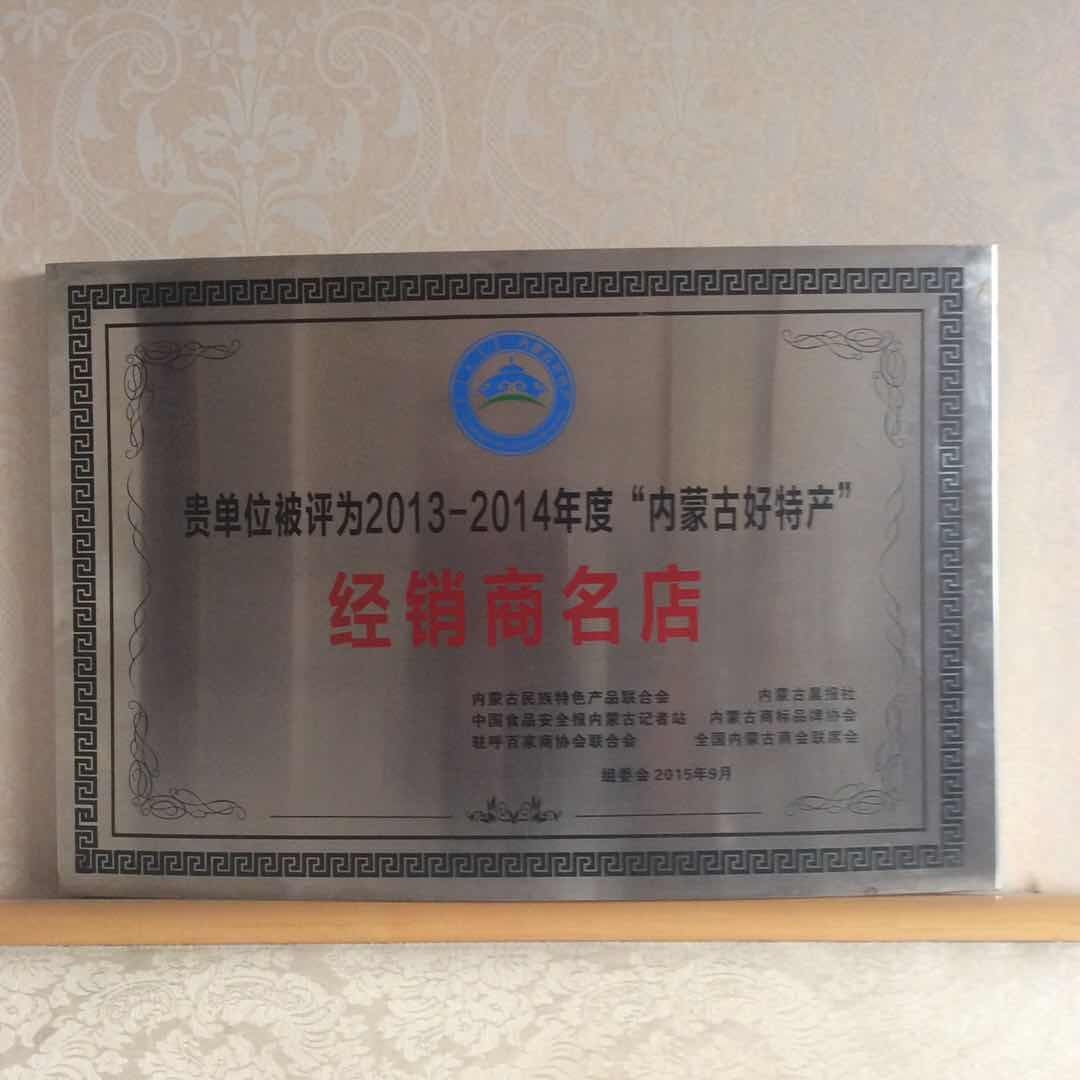 贵单位被评为2013-2014年度“内蒙古好特产”
经销商名店
内蒙古民族特色产品联合会 内蒙古晨报社
中国食品安全报内蒙古记者站 内蒙古商标品牌协会
驻呼百家商协会联合会 全国内蒙古商会联席会
组委会 2015年9月